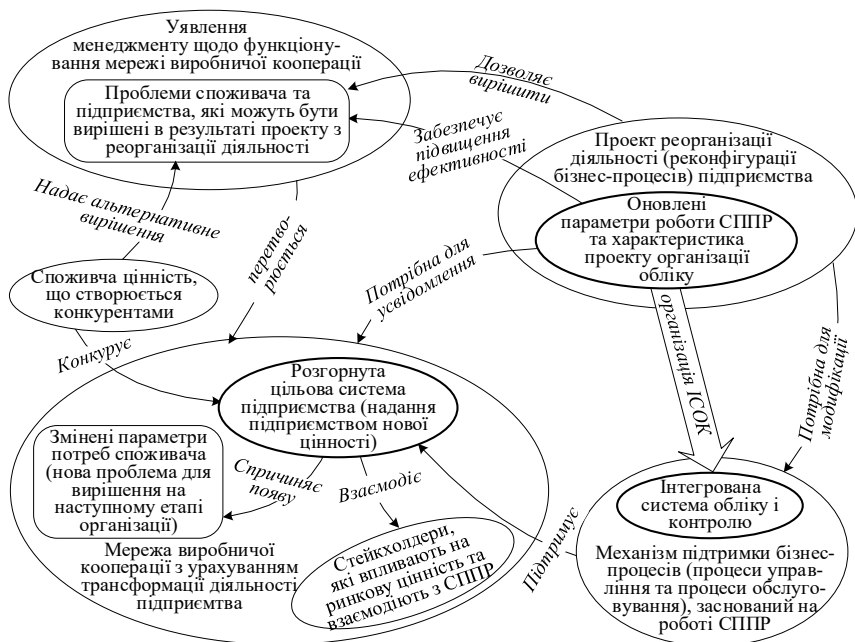 Уявлення
менеджменту щодо функціону-
вання мережі виробничої кооперації
Проблеми споживача та
підприємства, які можуть бути
вирішені в результаті проекту з
реорганізації діяльності
Дозволяє
вирішити
Забезпечує
підвищення
ефективності
Проект реорганізації
діяльності (реконфігурації
бізнес-процесів) підприємства
Оновлені
параметри роботи СППР
та характеристика
проекту організації
обліку
Надає альтернативне
вирішення
перетво-
рюється
Потрібна для
усвідомлення
Споживча цінність,
що створюється
конкурентами
Конкурує
організація ІСОК
Потрібна для
модифікації
Розгорнута
цільова система
підприємства (надання
підприємством нової
цінності)
Змінені параметри
потреб споживача
(нова проблема для
вирішення на
наступному етапі
організації)
Спричиняє
появу
Взаємодіє
Стейкхолдери,
які впливають на
ринкову цінність та
взаємодіють з СППР
Мережа виробничої
кооперації з урахуванням
трансформації діяльності
підприємтва
Підтримує
Інтегрована
система обліку і
контролю
Механізм підтримки бізнес-
процесів (процеси управ-
ління та процеси обслуго-
вування), заснований на
роботі СППР